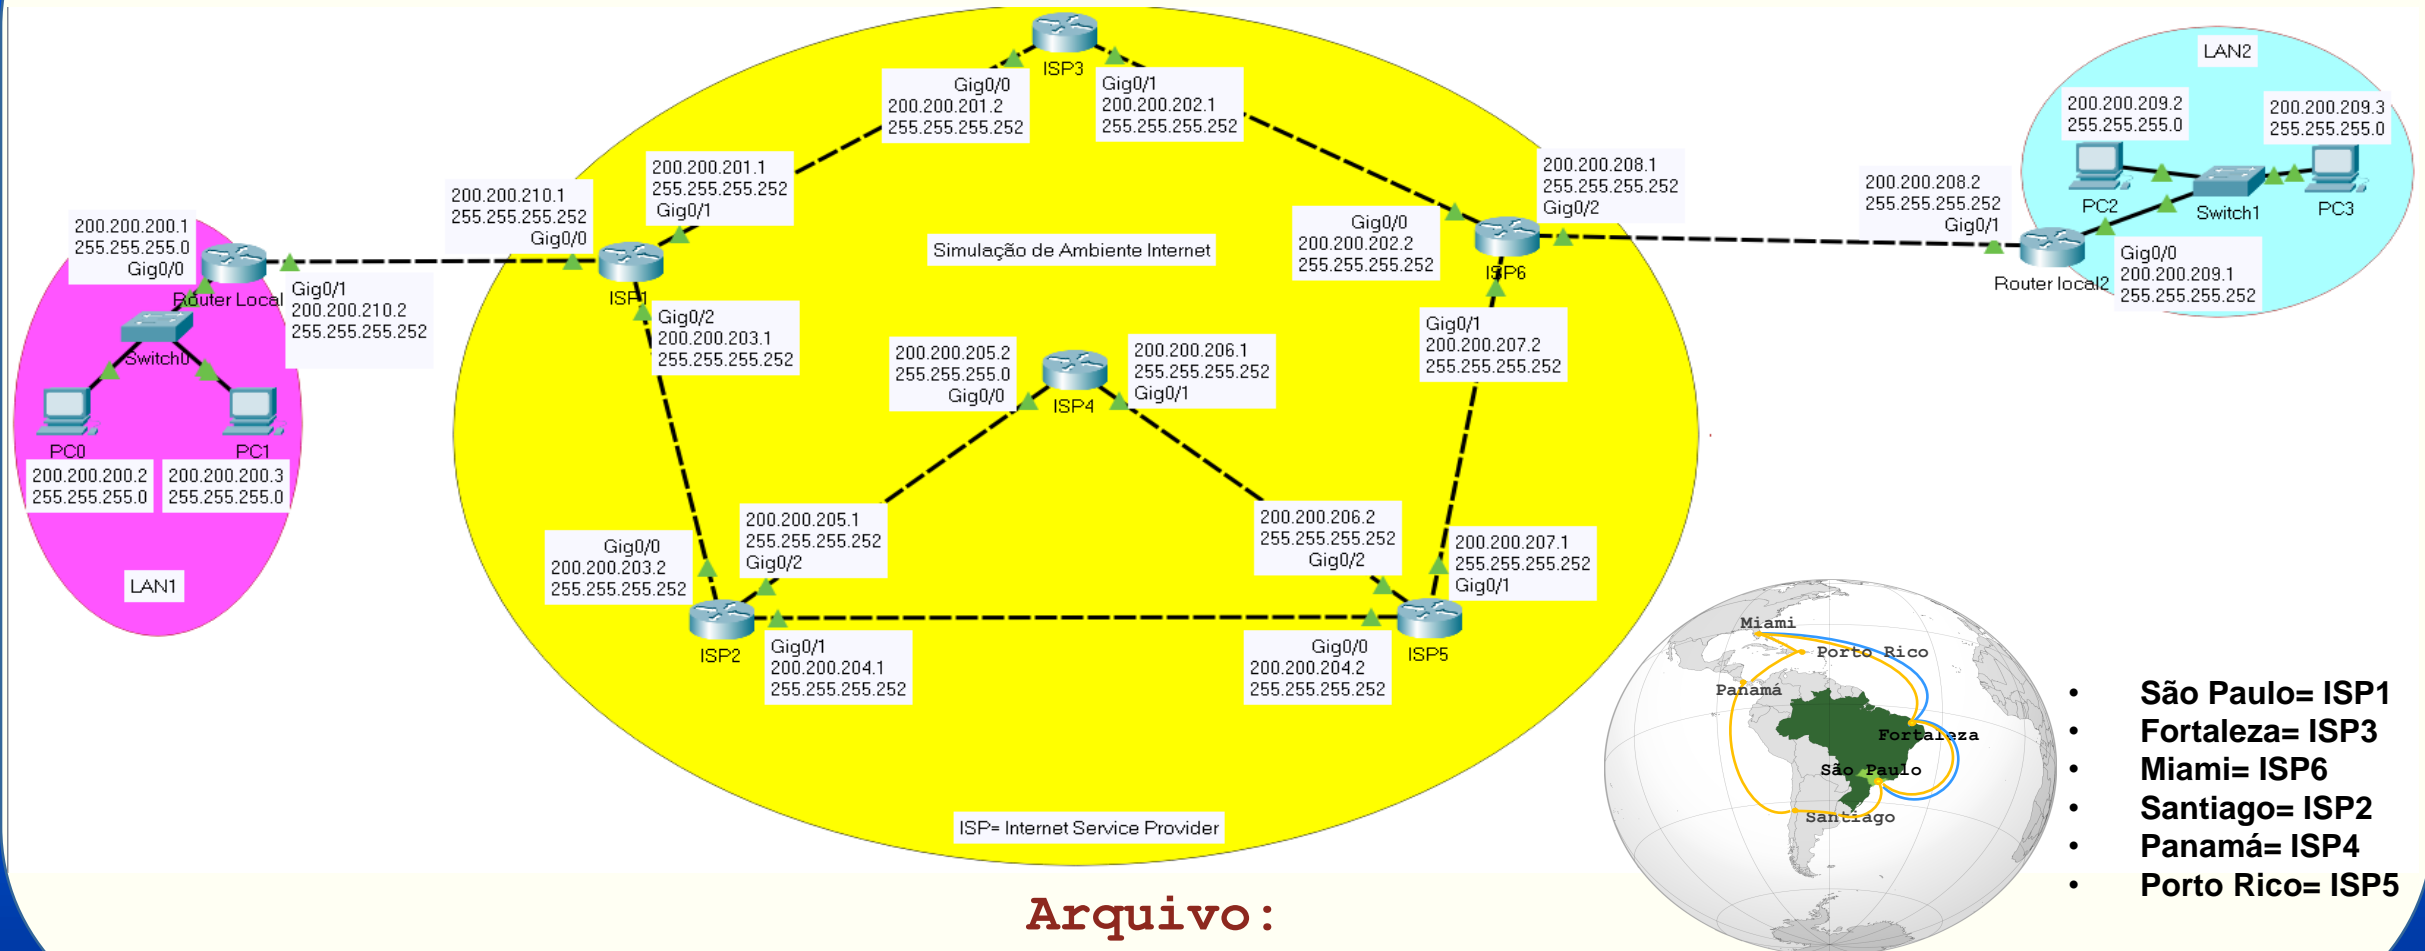 ISP3
Gig0/0
200.200.201.2
255.255.255.252
Gig0/1
200.200.202.1
255.255.255.252
LAN2
200.200.209.2
255.255.255.0
200.200.209.3
255.255.255.0
PC2
Switch1
PC3
200.200.201.1
255.255.255.252
Gig0/1
200.200.210.1
255.255.255.252
Gig0/0
200.200.208.1
255.255.255.252
Gig0/2
200.200.208.2
255.255.255.252
Gig0/1
200.200.200.1
255.255.255.0
Gig0/0
Gig0/0
200.200.202.2
255.255.255.252
Simulação de Ambiente Internet
ISP6
Router local2
Gig0/0
200.200.209.1
255.255.255.252
Router Local
Gig0/1
200.200.210.2
255.255.255.252
ISP1
Gig0/2
200.200.203.1
255.255.255.252
Gig0/1
200.200.207.2
255.255.255.252
200.200.205.2
255.255.255.0
Gig0/0
200.200.206.1
255.255.255.252
Gig0/1
ISP4
Switch0
PC0
PC1
200.200.200.2
255.255.255.0
200.200.200.3
255.255.255.0
LAN1
Gig0/0
200.200.203.2
255.255.255.252
200.200.205.1
255.255.255.252
Gig0/2
200.200.206.2
255.255.255.252
Gig0/2
200.200.207.1
255.255.255.252
Gig0/1
ISP2
Gig0/1
200.200.204.1
255.255.255.252
Gig0/0
200.200.204.2
255.255.255.252
ISP5
ISP= Internet Service Provider
Miami
Porto Rico
Panamá
Fortaleza
São Paulo
Santiago
• São Paulo= ISP1
• Fortaleza= ISP3
• Miami= ISP6
• Santiago= ISP2
• Panamá= ISP4
• Porto Rico= ISP5
Arquivo: